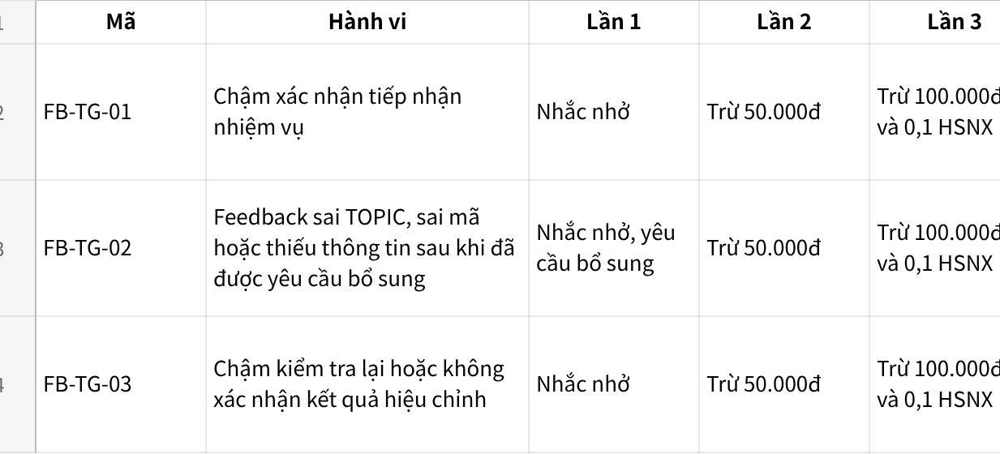 Mã Hành vi Lần 1 Lần 2 Lần 3
Chậm xác nhận tiếp nhận
nhiệm vụ
FB-TG-01
Nhắc nhở
Trừ 50.000đ
Trừ 100.000đ
và 0,1 HSNX
Feedback sai TOPIC, sai mã
hoặc thiếu thông tin sau khi đã
được yêu cầu bổ sung
FB-TG-02
Nhắc nhở, yêu
cầu bổ sung
Trừ 50.000đ
Trừ 100.000đ
và 0,1 HSNX
Chậm kiểm tra lại hoặc không
xác nhận kết quả hiệu chỉnh
FB-TG-03
Nhắc nhở
Trừ 50.000đ
Trừ 100.000đ
và 0,1 HSNX